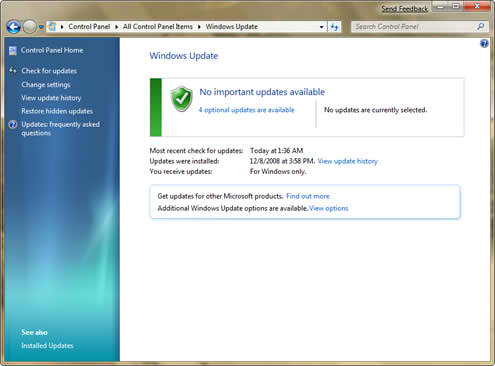 Send Feedback
Control Panel
All Control Panel Items
Windows Update
Search Control Panel
Control Panel Home
Check for updates
Change settings
View update history
Restore hidden updates
Updates: frequently asked
questions
See also
Installed Updates
Windows Update
No important updates available
4 optional updates are available
No updates are currently selected.
Most recent check for updates: Today at 1:36 AM
Updates were installed: 12/8/2008 at 3:58 PM. View update history
You receive updates: For Windows only.
Get updates for other Microsoft products. Find out more
Additional Windows Update options are available. View options